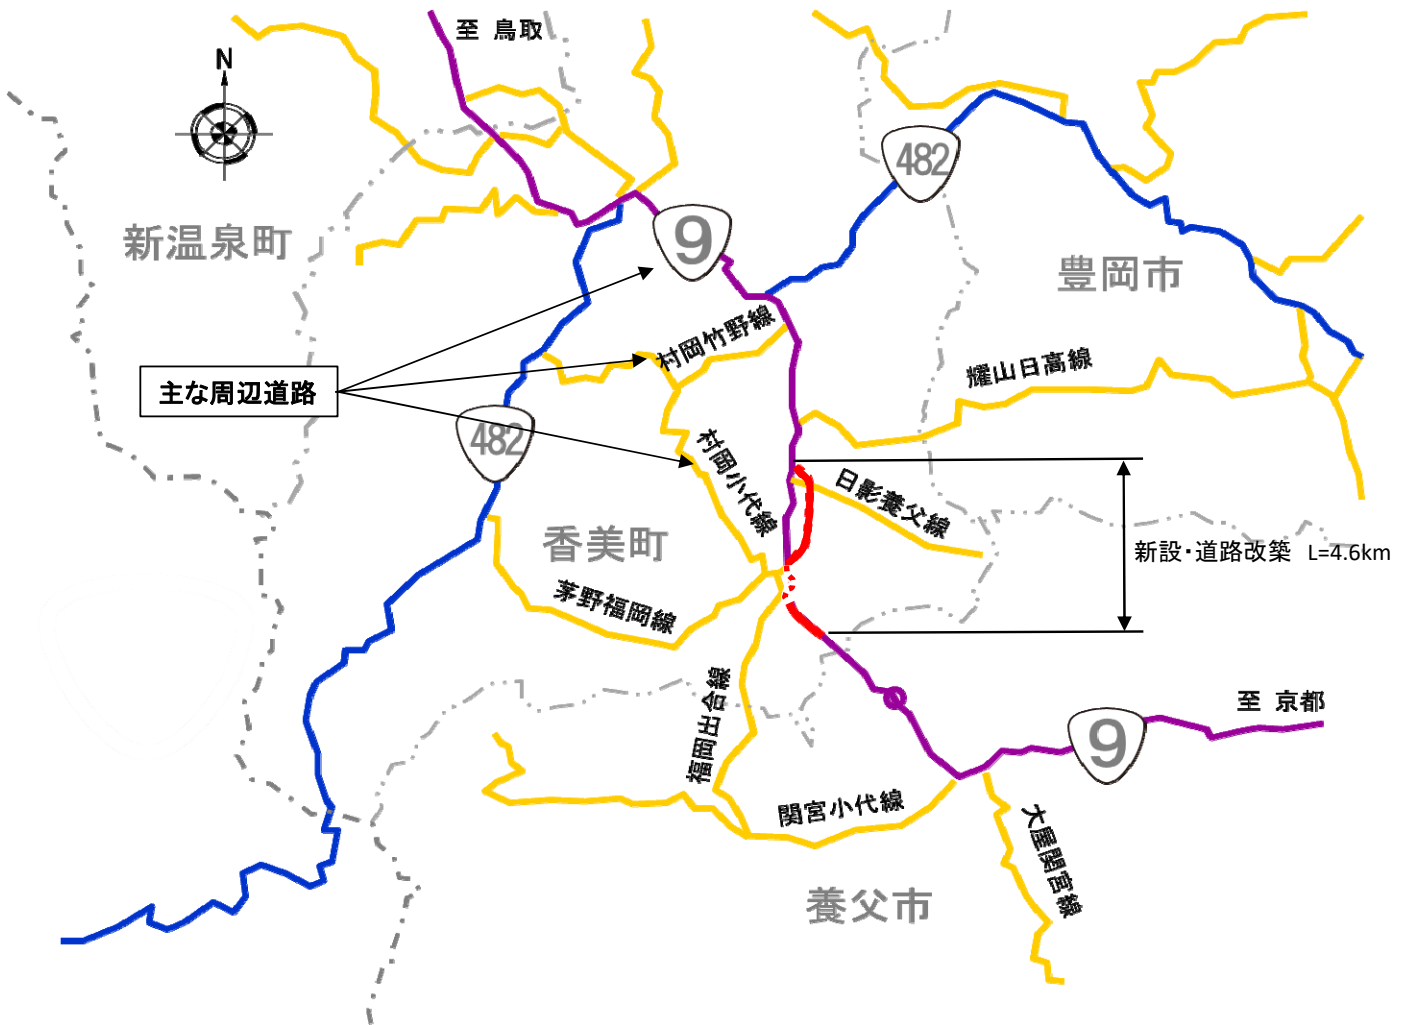 至 鳥取
N
482
新温泉町
9
豊岡市
村岡竹野線
耀山日高線
主な周辺道路
482
村岡小代線
日影養父線
香美町
新設・道路改築 L=4.6km
茅野福岡線
福岡出合線
至 京都
9
関宮小代線
大屋関宮線
養父市